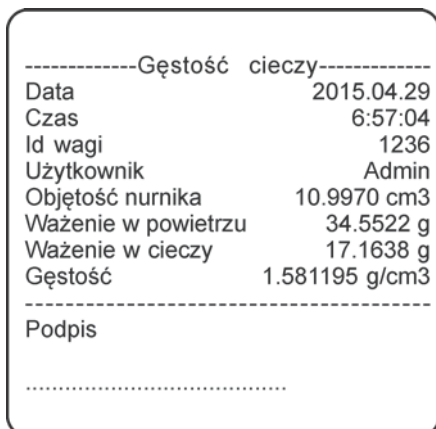 -------------Gęstość cieczy-------------
Data 2015.04.29
Czas 6:57:04
Id wagi 1236
Użytkownik Admin
Objętość nurnika 10.9970 cm3
Ważenie w powietrzu 34.5522 g
Ważenie w cieczy 17.1638 g
Gęstość 1.581195 g/cm3
------------------------------------------
Podpis
........................................